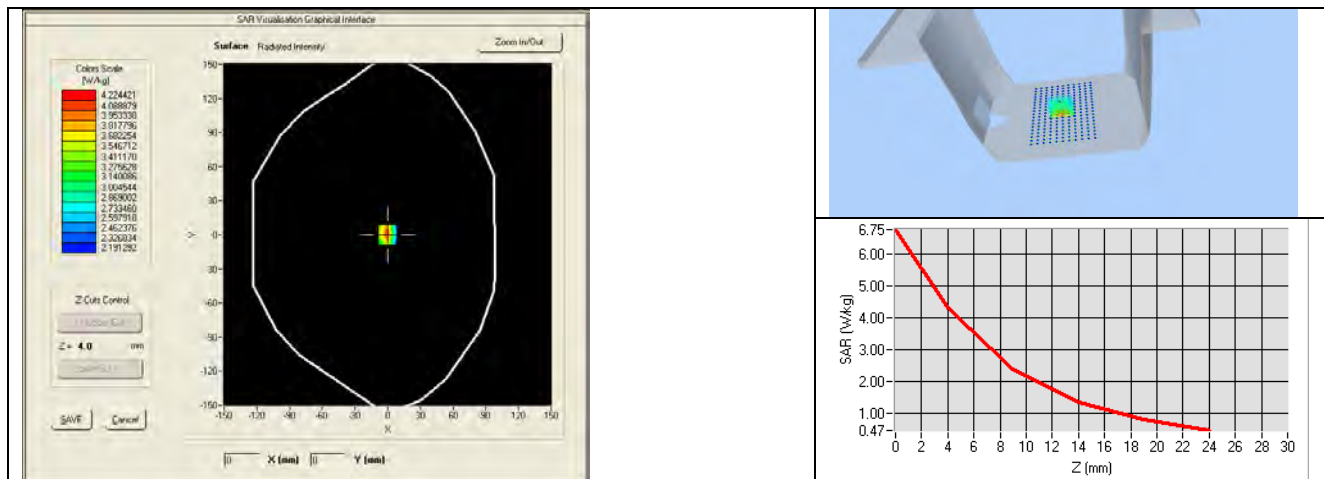 SAR Visualisation Graphical Interface
Surface Radiated Intensity
Zoom In/Out
Colors Scale
(W/kg)
4.224421
4.088879
3.953338
3.817796
3.682254
3.546712
3.411170
3.275628
3.140086
3.004544
2.869002
2.733460
2.597918
2.462376
2.326834
2.191292
150-
120-
90-
60-
30-
0-
30-
-60-
-90-
-120-
-150-
Y
-150 -120 -90 -60 -30 0 30 60 90 120 150
X
Z Cuts Control
Z = 4.0 mm
SAVE
Cancel
0 X (mm) 0 Y (mm)
6.75-
6.00-
5.00-
4.00-
3.00-
2.00-
1.00-
0.47-
SAR (W/kg)
0 2 4 6 8 10 12 14 16 18 20 22 24 26 28 30
Z (mm)